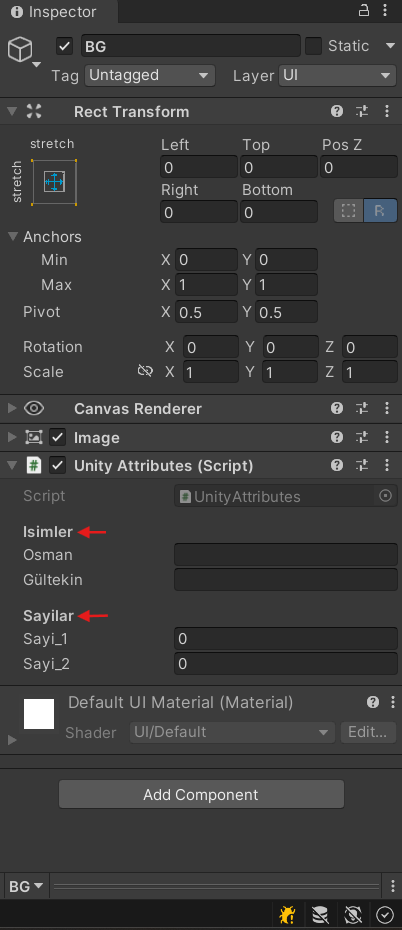 Inspector
BG Static
Tag Untagged Layer UI
Rect Transform
stretch
stretch
Left Top Pos Z
0 0 0
Right Bottom
0 0 R
Anchors
Min X 0 Y 0
Max X 1 Y 1
Pivot X 0.5 Y 0.5
Rotation X 0 Y 0 Z 0
Scale X 1 Y 1 Z 1
Canvas Renderer
Image
Unity Attributes (Script)
Script # UnityAttributes
Isimler
Osman
Gültekin
Sayilar
Sayi_1 0
Sayi_2 0
Default UI Material (Material)
Shader UI/Default Edit...
Add Component
BG